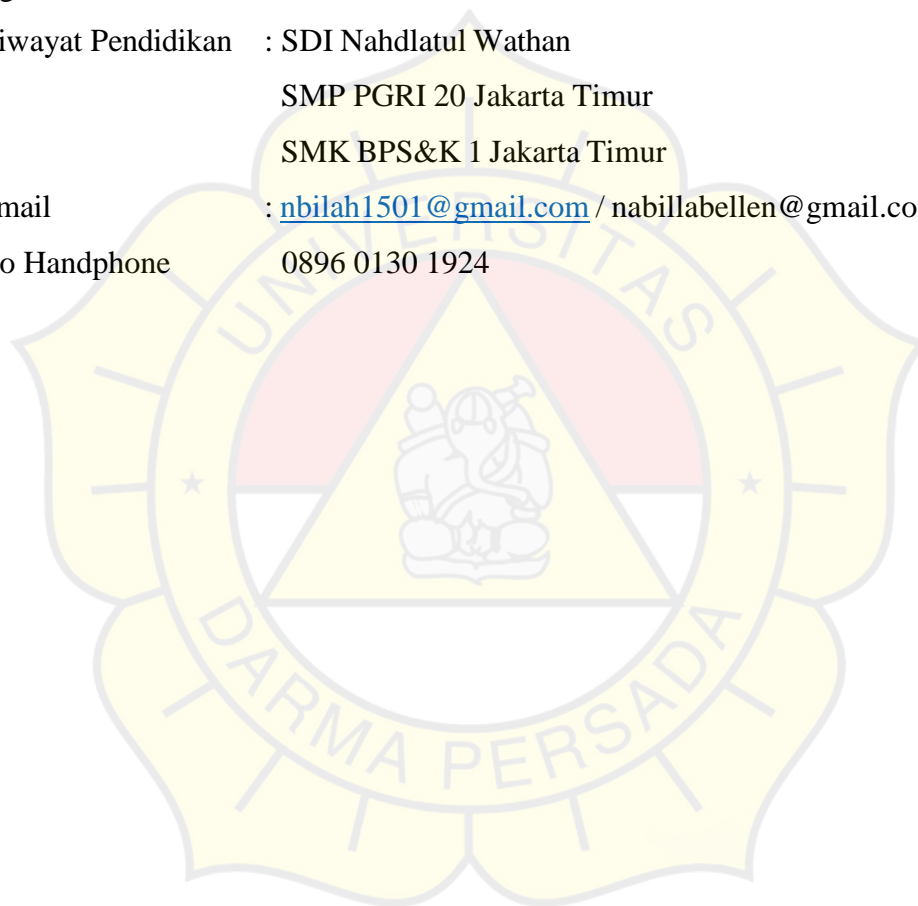 iwayat Pendidikan : SDI Nahdlatul Wathan
SMP PGRI 20 Jakarta Timur
SMK BPS&K 1 Jakarta Timur
mail : nbilah1501@gmail.com / nabillabellen@gmail.co
o Handphone 0896 0130 1924
UNIVERSITAS
DARMA PERSADA